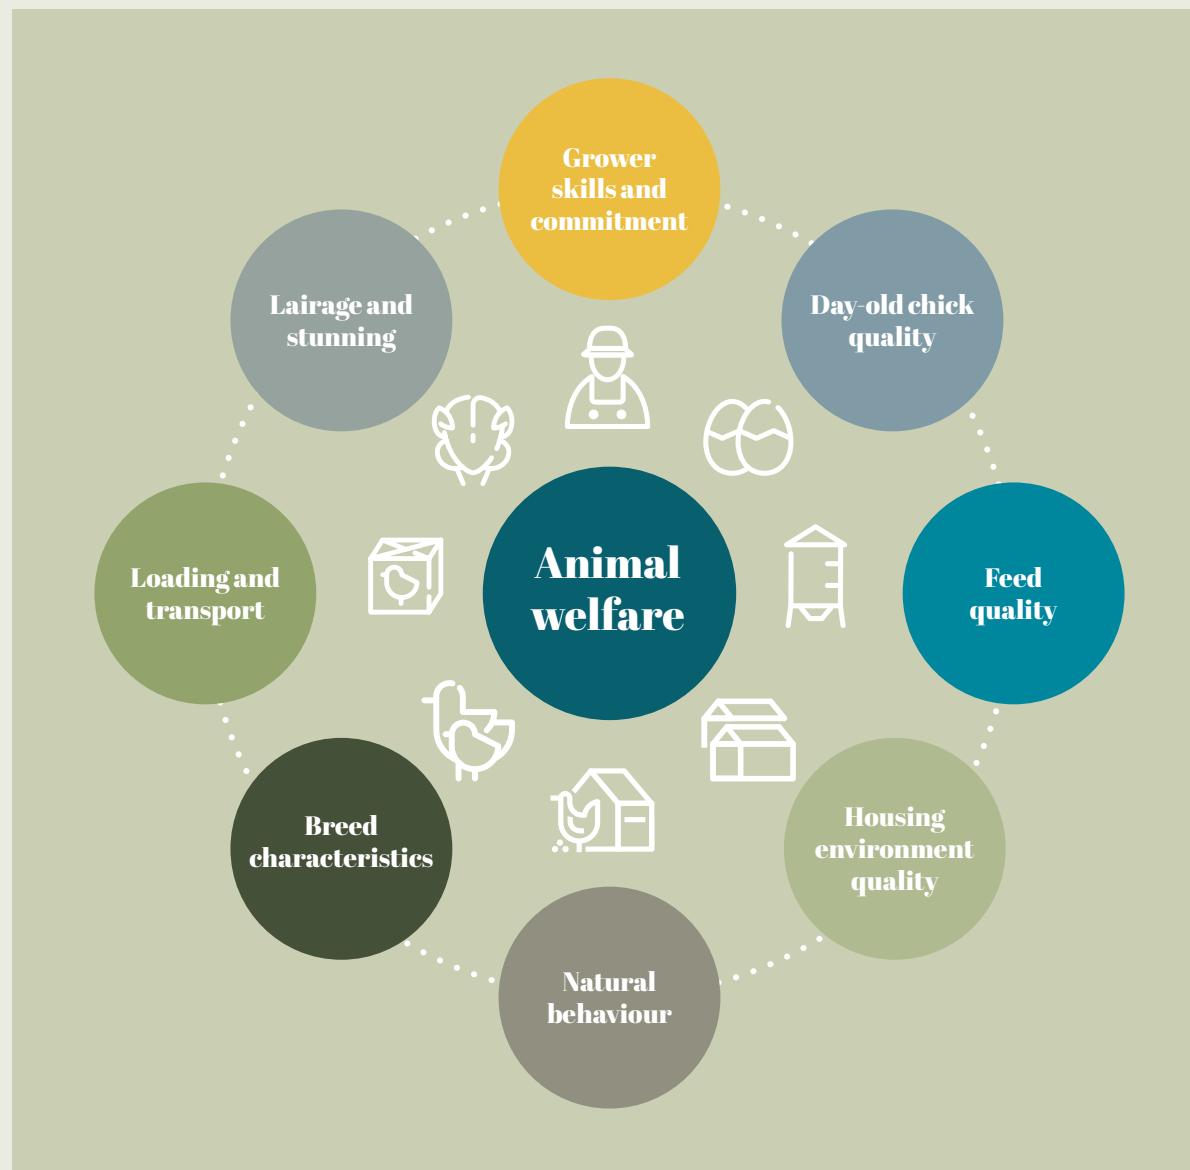 Grower
skills and
commitment
Day-old chick
quality
Feed
quality
Housing
environment
quality
Natural
behaviour
Breed
characteristics
Loading and
transport
Lairage and
stunning
Animal
welfare